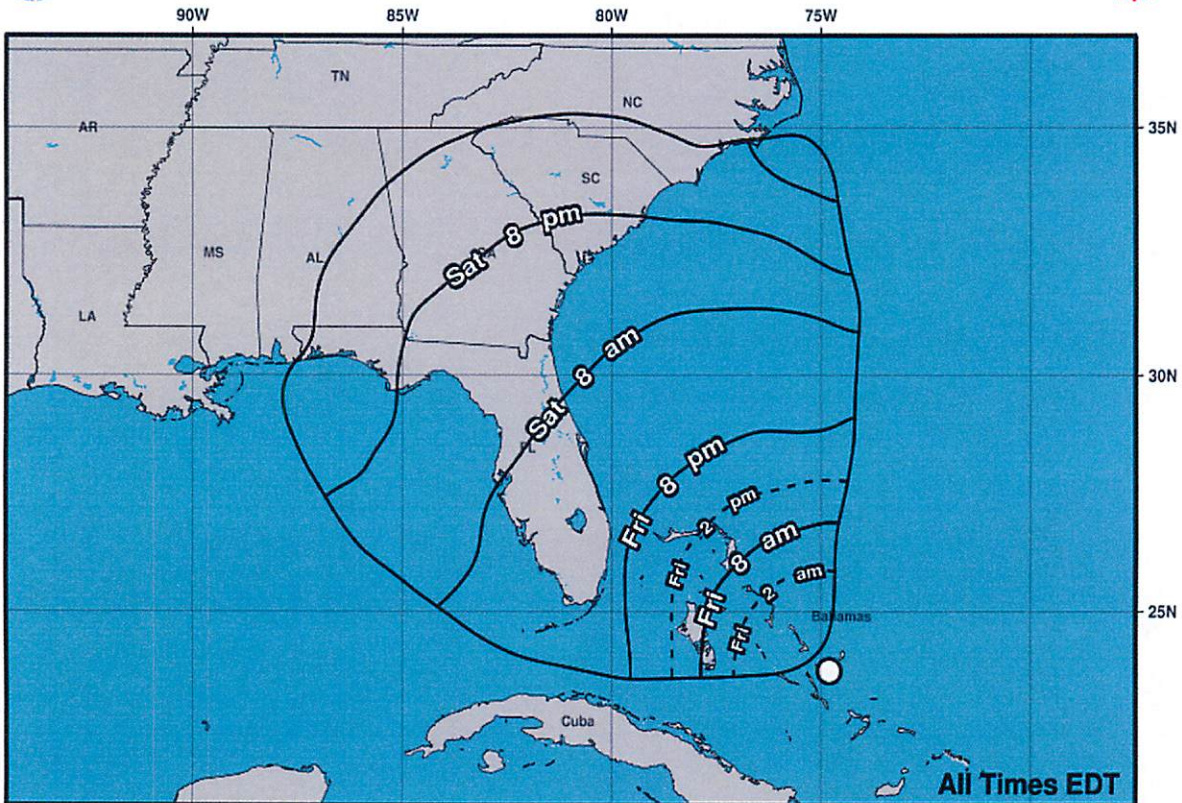 90W 85W 80W 75W
TN
NC
AR
35N
SC
MS
AL
Sat 8 pm
LA
Sat 8 am
30N
Fri 8 pm
Fri 2 pm
Fri 8 am
Fri 2 am
25N
Bahamas
Cuba
All Times EDT